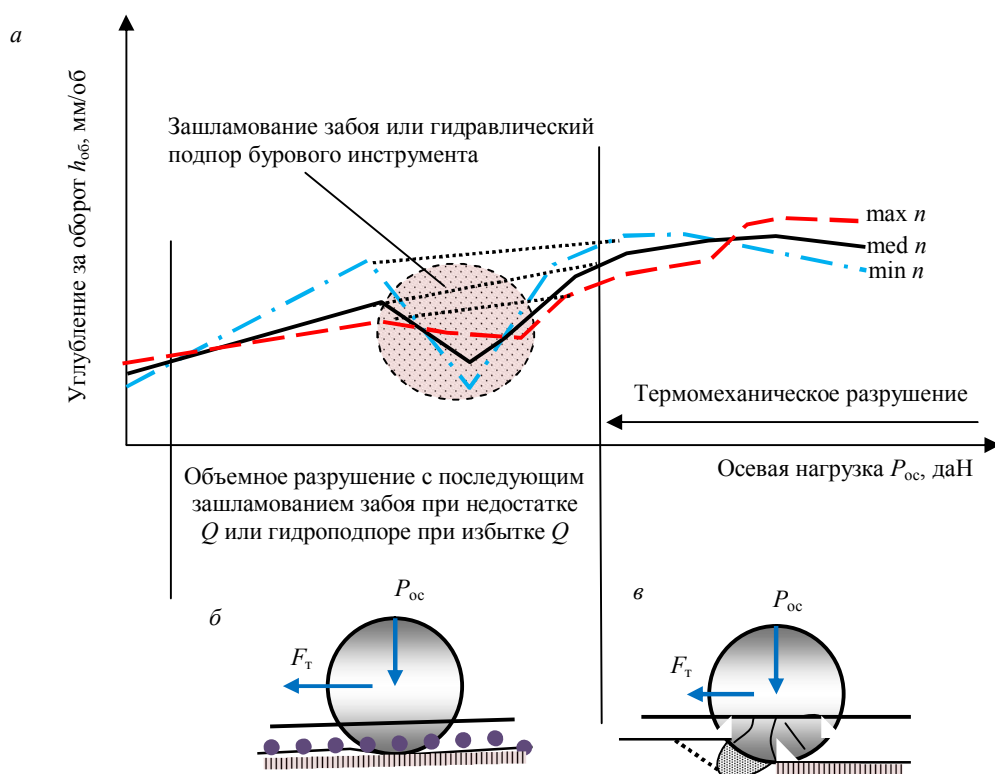 а
Углубление за оборот hоб, мм/об
Зашламование забоя или гидравлический
подпор бурового инструмента
max n
med n
min n
Термомеханическое разрушение
Осевая нагрузка Pос, даН
Объемное разрушение с последующим
зашламованием забоя при недостатке
Q или гидроподпоре при избытке Q
б
Pос
Fт
в
Pос
Fт